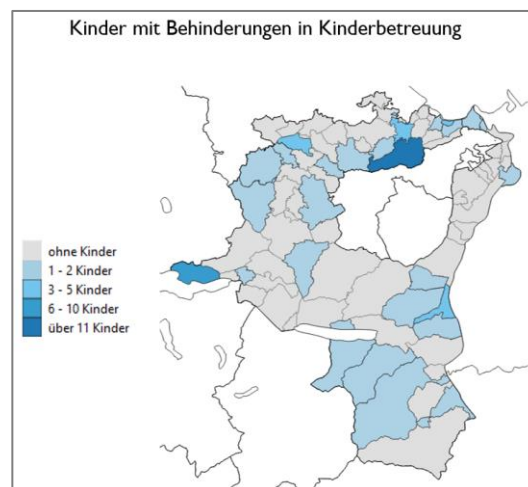 Kinder mit Behinderungen in Kinderbetreuung
ohne Kinder
1 - 2 Kinder
3 - 5 Kinder
6 - 10 Kinder
über 11 Kinder